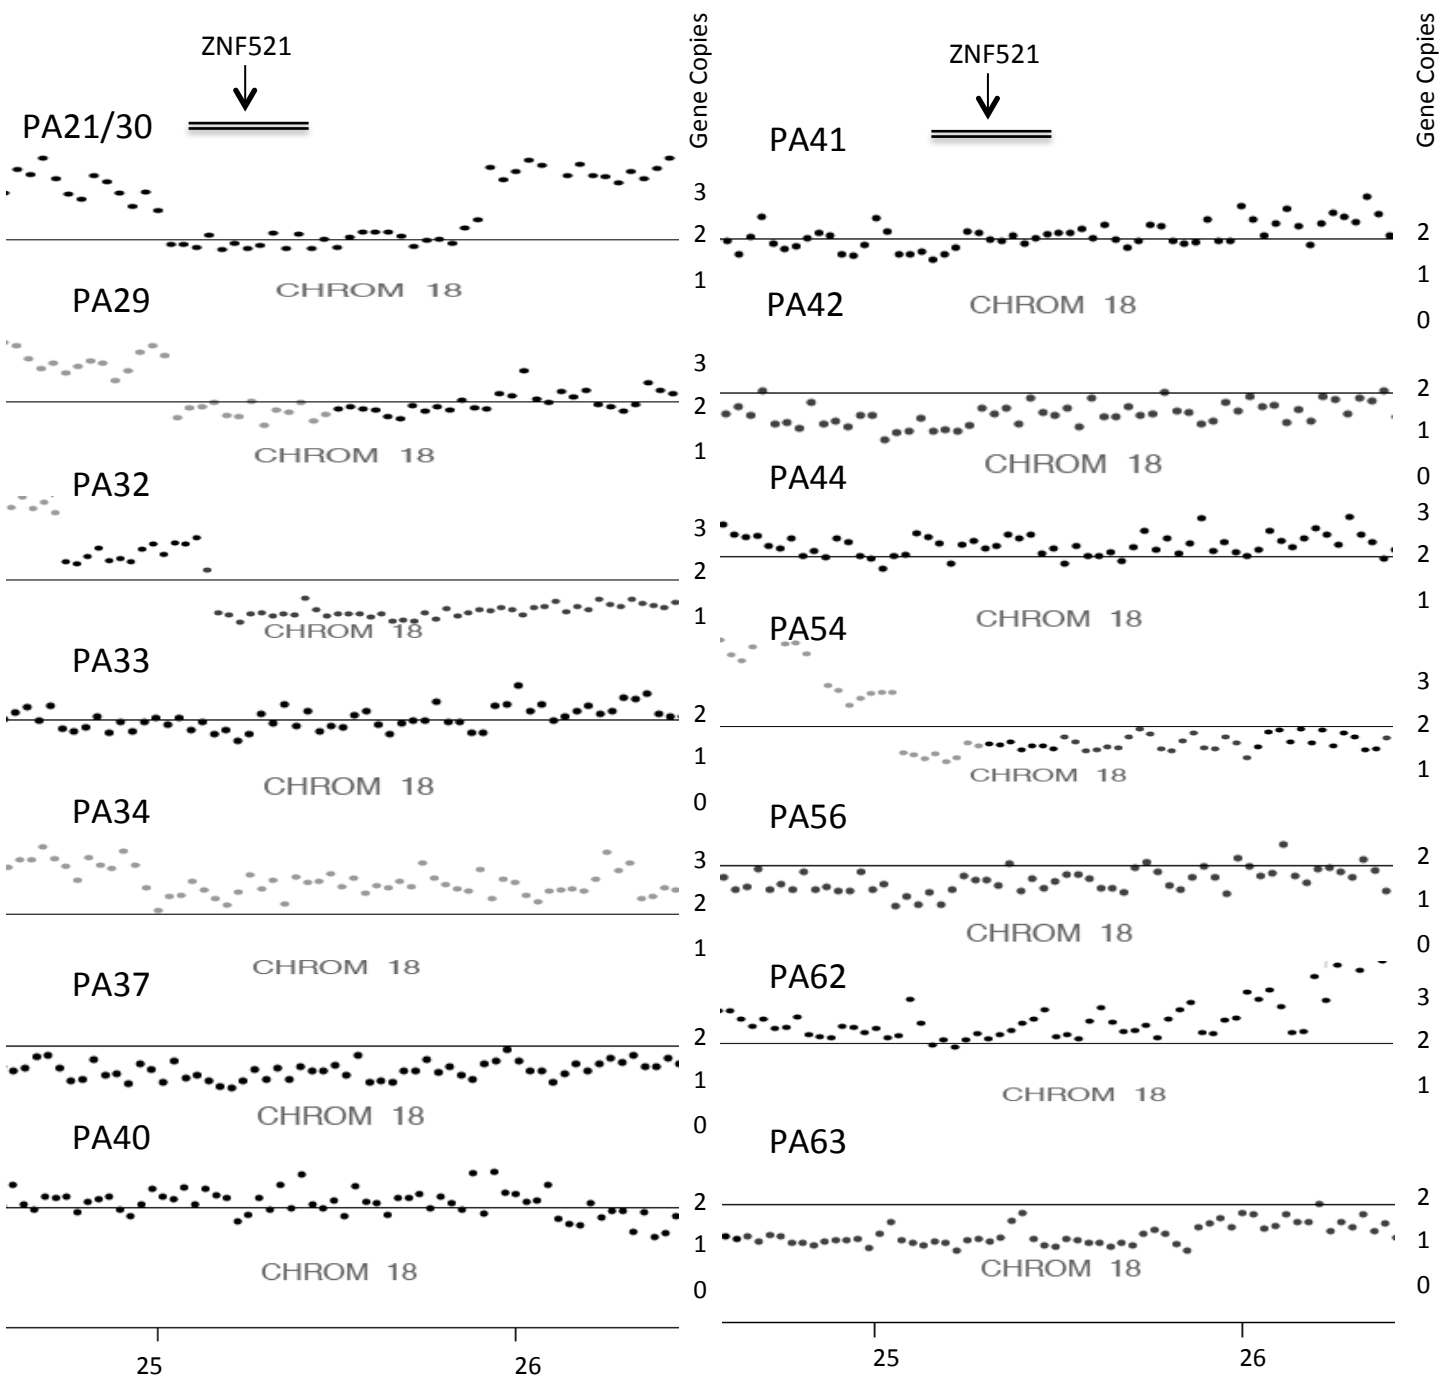 ZNF521
Gene Copies
PA21/30
3
2
1
CHROM 18
PA29
3
2
1
CHROM 18
PA32
3
2
1
CHROM 18
PA33
2
1
0
CHROM 18
PA34
3
2
1
CHROM 18
PA37
2
1
0
CHROM 18
PA40
2
1
0
CHROM 18
25 26
ZNF521
Gene Copies
PA41
2
1
0
CHROM 18
PA42
2
1
0
CHROM 18
PA44
3
2
1
CHROM 18
PA54
3
2
1
CHROM 18
PA56
2
1
0
CHROM 18
PA62
3
2
1
CHROM 18
PA63
2
1
0
CHROM 18
25 26